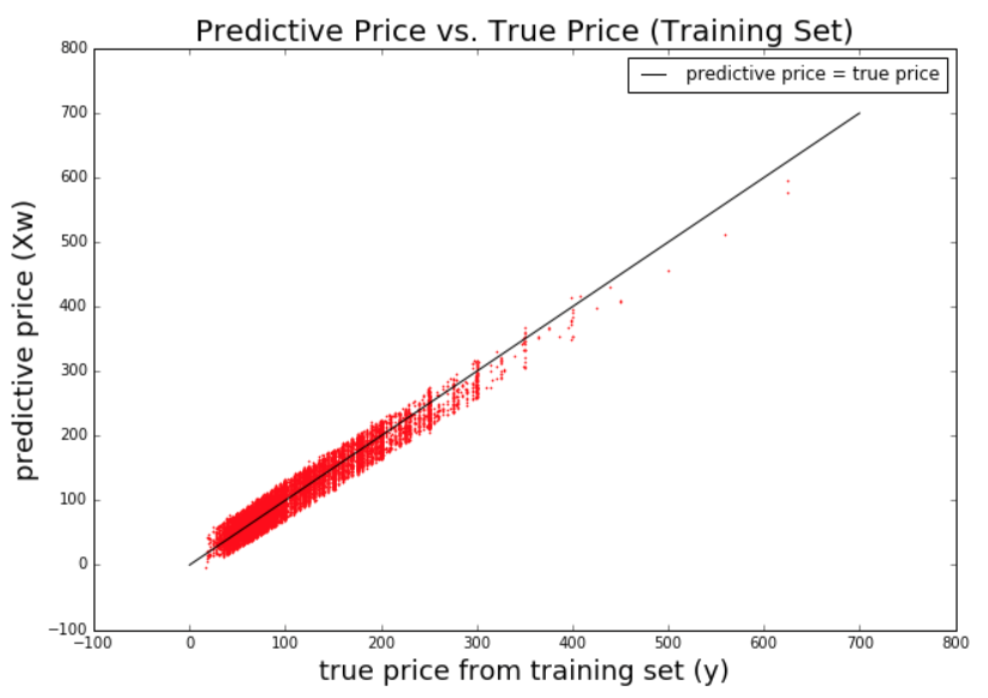 Predictive Price vs. True Price (Training Set)
predictive price = true price
800
700
600
500
400
300
200
100
0
−100
predictive price (Xw)
−100 0 100 200 300 400 500 600 700 800
true price from training set (y)